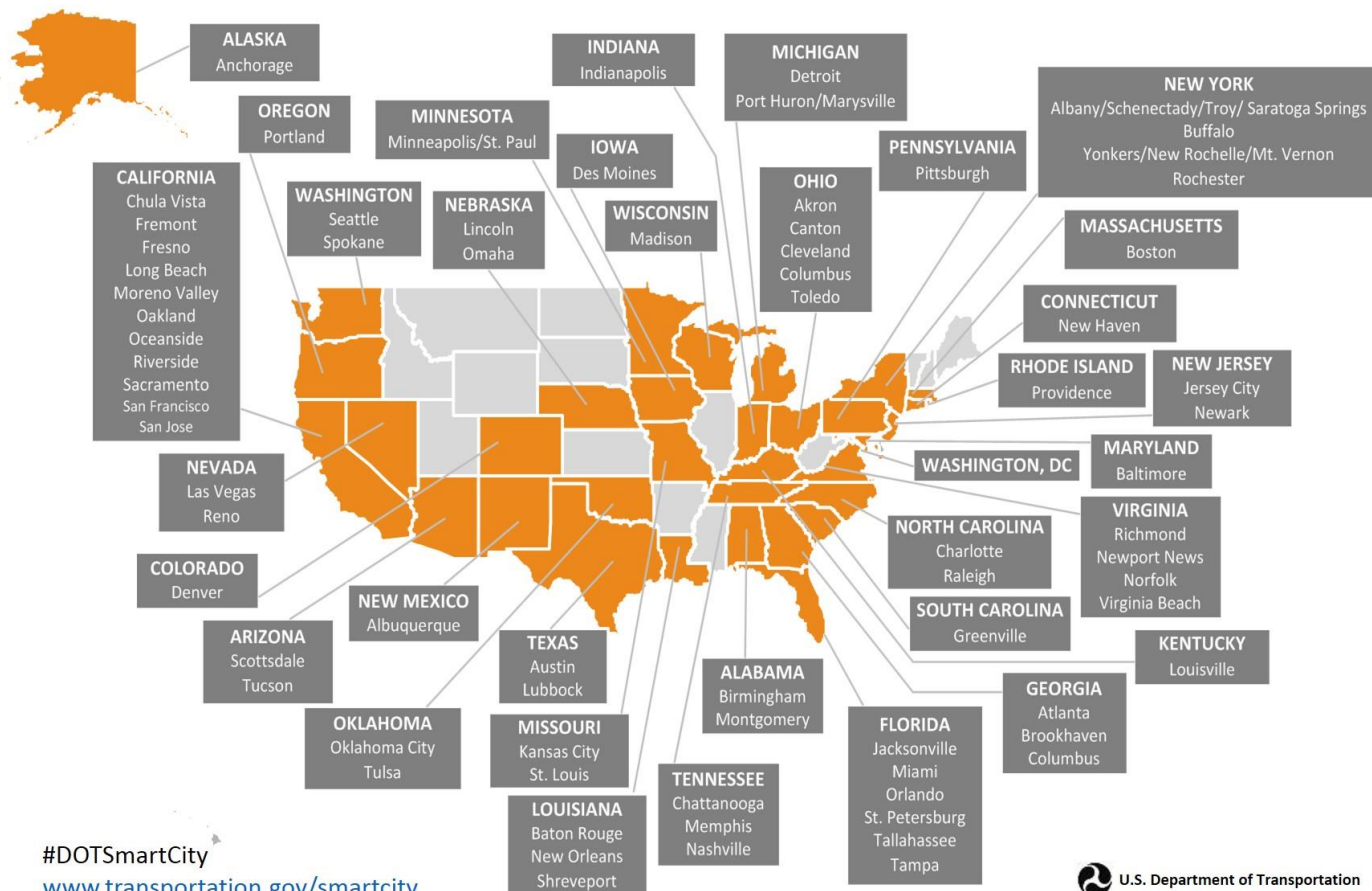 ALASKA
Anchorage
OREGON
Portland
CALIFORNIA
Chula Vista
Fremont
Fresno
Long Beach
Moreno Valley
Oakland
Oceanside
Riverside
Sacramento
San Francisco
San Jose
WASHINGTON
Seattle
Spokane
MINNESOTA
Minneapolis/St. Paul
NEBRASKA
Lincoln
Omaha
IOWA
Des Moines
INDIANA
Indianapolis
WISCONSIN
Madison
MICHIGAN
Detroit
Port Huron/Marysville
OHIO
Akron
Canton
Cleveland
Columbus
Toledo
PENNSYLVANIA
Pittsburgh
NEW YORK
Albany/Schenectady/Troy/ Saratoga Springs
Buffalo
Yonkers/New Rochelle/Mt. Vernon
Rochester
MASSACHUSETTS
Boston
CONNECTICUT
New Haven
RHODE ISLAND
Providence
NEW JERSEY
Jersey City
Newark
MARYLAND
Baltimore
WASHINGTON, DC
VIRGINIA
Richmond
Newport News
Norfolk
Virginia Beach
NORTH CAROLINA
Charlotte
Raleigh
SOUTH CAROLINA
Greenville
KENTUCKY
Louisville
GEORGIA
Atlanta
Brookhaven
Columbus
FLORIDA
Jacksonville
Miami
Orlando
St. Petersburg
Tallahassee
Tampa
ALABAMA
Birmingham
Montgomery
TENNESSEE
Chattanooga
Memphis
Nashville
LOUISIANA
Baton Rouge
New Orleans
Shreveport
MISSOURI
Kansas City
St. Louis
TEXAS
Austin
Lubbock
OKLAHOMA
Oklahoma City
Tulsa
NEW MEXICO
Albuquerque
ARIZONA
Scottsdale
Tucson
COLORADO
Denver
NEVADA
Las Vegas
Reno
#DOTSmartCity
www.transportation.gov/smartcity
U.S. Department of Transportation